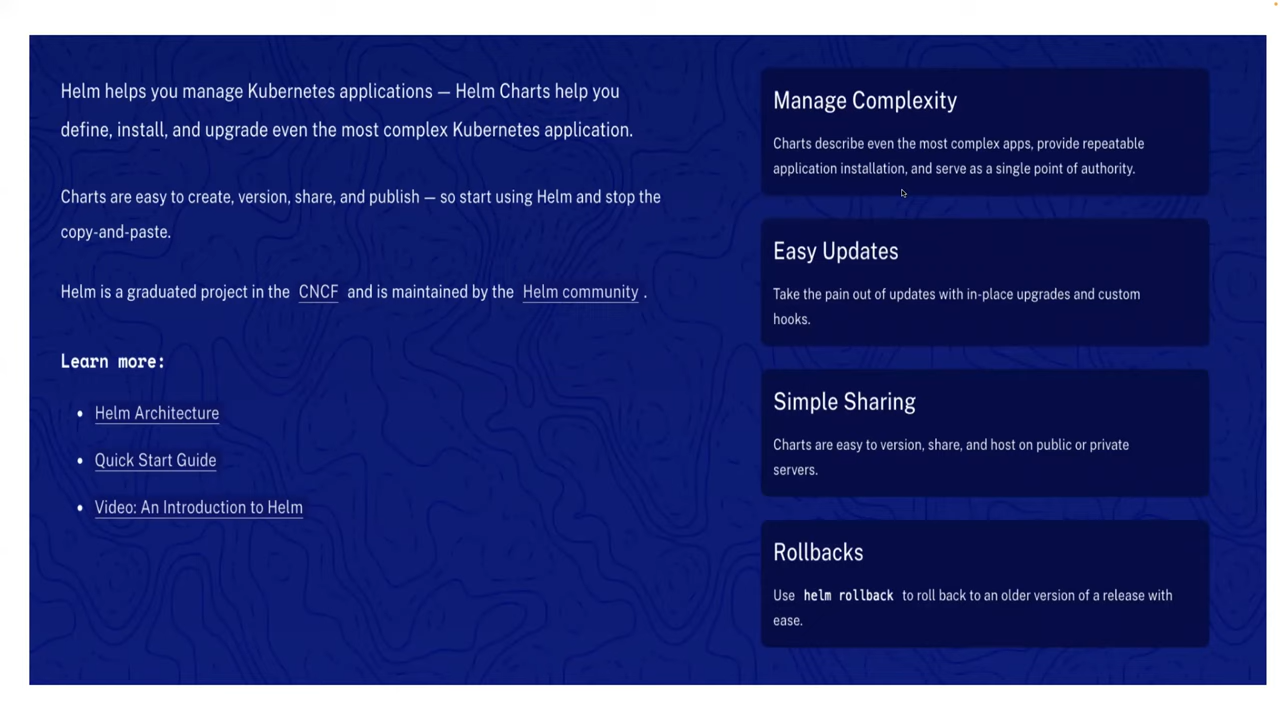 Helm helps you manage Kubernetes applications — Helm Charts help you
define, install, and upgrade even the most complex Kubernetes application.
Charts are easy to create, version, share, and publish — so start using Helm and stop the
copy-and-paste.
Helm is a graduated project in the CNCF and is maintained by the Helm community .
Learn more:
• Helm Architecture
• Quick Start Guide
• Video: An Introduction to Helm
Manage Complexity
Charts describe even the most complex apps, provide repeatable
application installation, and serve as a single point of authority.
Easy Updates
Take the pain out of updates with in-place upgrades and custom
hooks.
Simple Sharing
Charts are easy to version, share, and host on public or private
servers.
Rollbacks
Use helm rollback to roll back to an older version of a release with
ease.